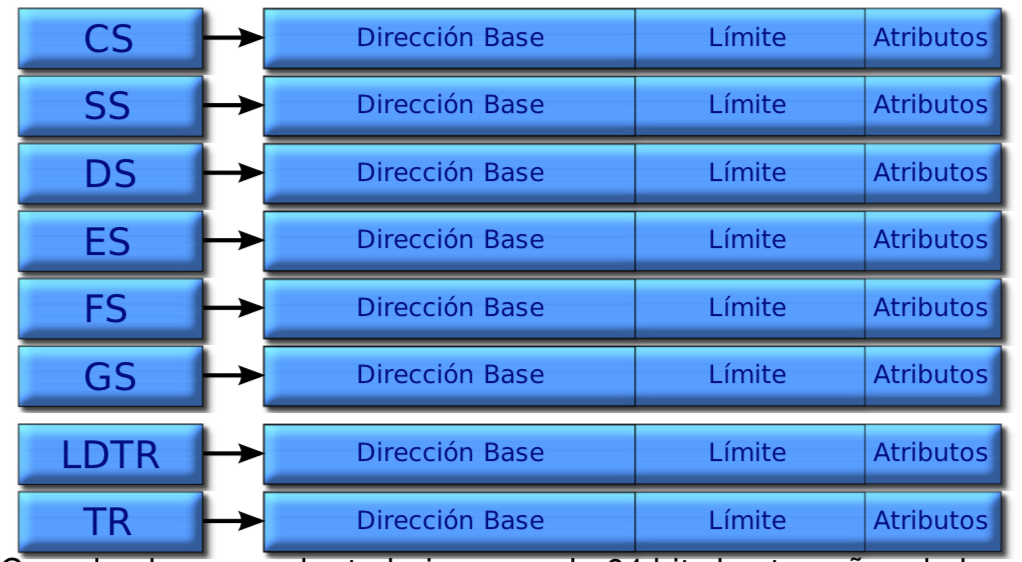 CS Dirección Base Límite Atributos
SS Dirección Base Límite Atributos
DS Dirección Base Límite Atributos
ES Dirección Base Límite Atributos
FS Dirección Base Límite Atributos
GS Dirección Base Límite Atributos
LDTR Dirección Base Límite Atributos
TR Dirección Base Límite Atributos